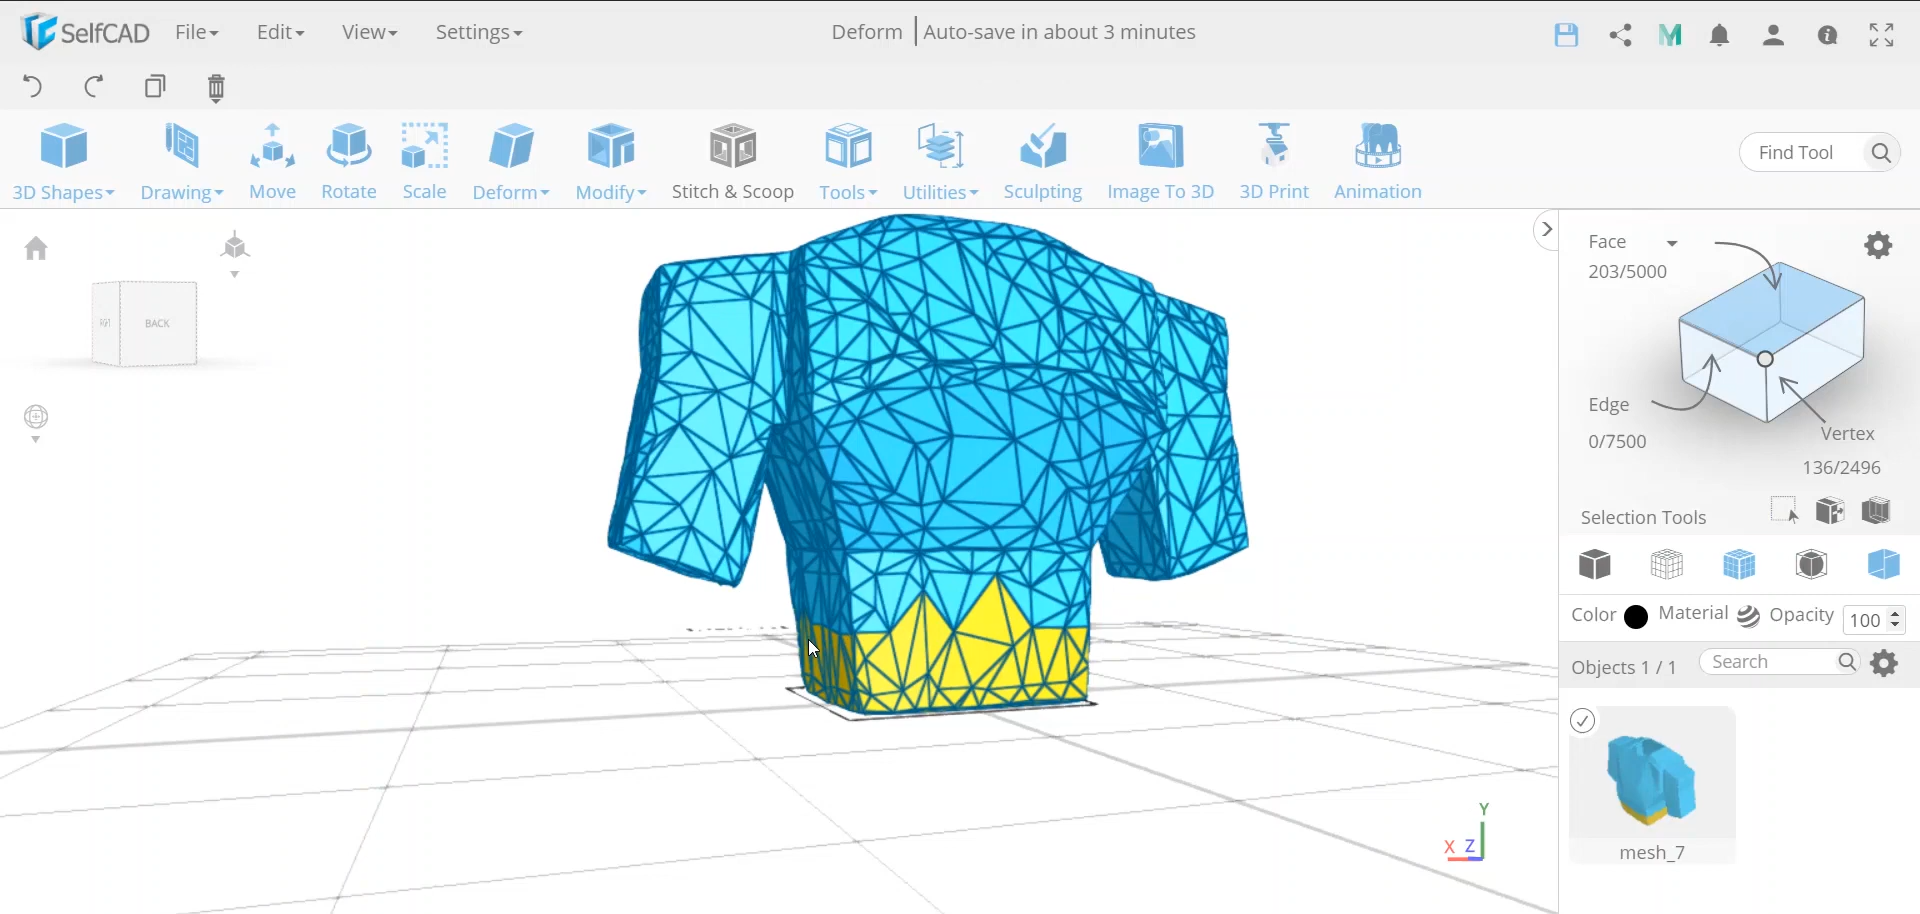 SelfCAD File Edit View Settings Deform Auto-save in about 3 minutes
3D Shapes Drawing Move Rotate Scale Deform Modify Stitch & Scoop Tools Utilities Sculpting Image To 3D 3D Print Animation Find Tool
BACK
Face
203/5000
Edge
0/7500
Vertex
136/2496
Selection Tools
Color Material Opacity 100
Objects 1 / 1 Search
mesh_7
Y
X Z